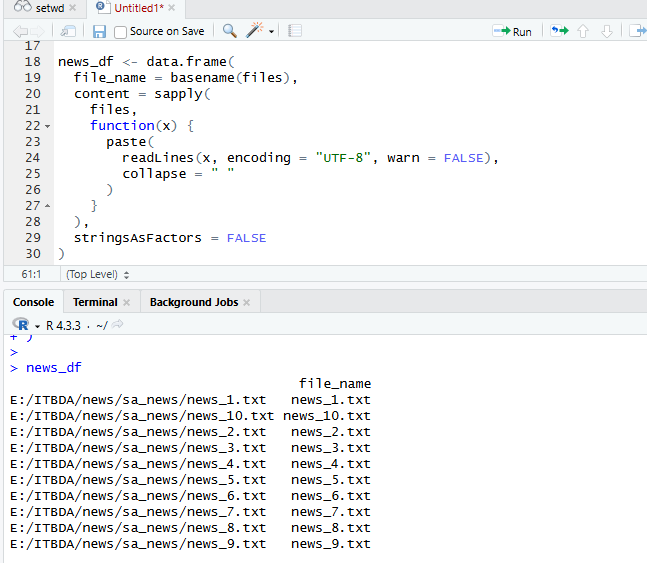 setwd
Untitled1*
Source on Save
Run
17
18 news_df <- data.frame(
19   file_name = basename(files),
20   content = sapply(
21     files,
22     function(x) {
23       paste(
24         readLines(x, encoding = "UTF-8", warn = FALSE),
25         collapse = " "
26       )
27     }
28   ),
29   stringsAsFactors = FALSE
30 )
61:1 (Top Level)
Console Terminal Background Jobs
R 4.3.3 · ~/
+ )
>
> news_df
                                    file_name
E:/ITBDA/news/sa_news/news_1.txt   news_1.txt
E:/ITBDA/news/sa_news/news_10.txt news_10.txt
E:/ITBDA/news/sa_news/news_2.txt   news_2.txt
E:/ITBDA/news/sa_news/news_3.txt   news_3.txt
E:/ITBDA/news/sa_news/news_4.txt   news_4.txt
E:/ITBDA/news/sa_news/news_5.txt   news_5.txt
E:/ITBDA/news/sa_news/news_6.txt   news_6.txt
E:/ITBDA/news/sa_news/news_7.txt   news_7.txt
E:/ITBDA/news/sa_news/news_8.txt   news_8.txt
E:/ITBDA/news/sa_news/news_9.txt   news_9.txt